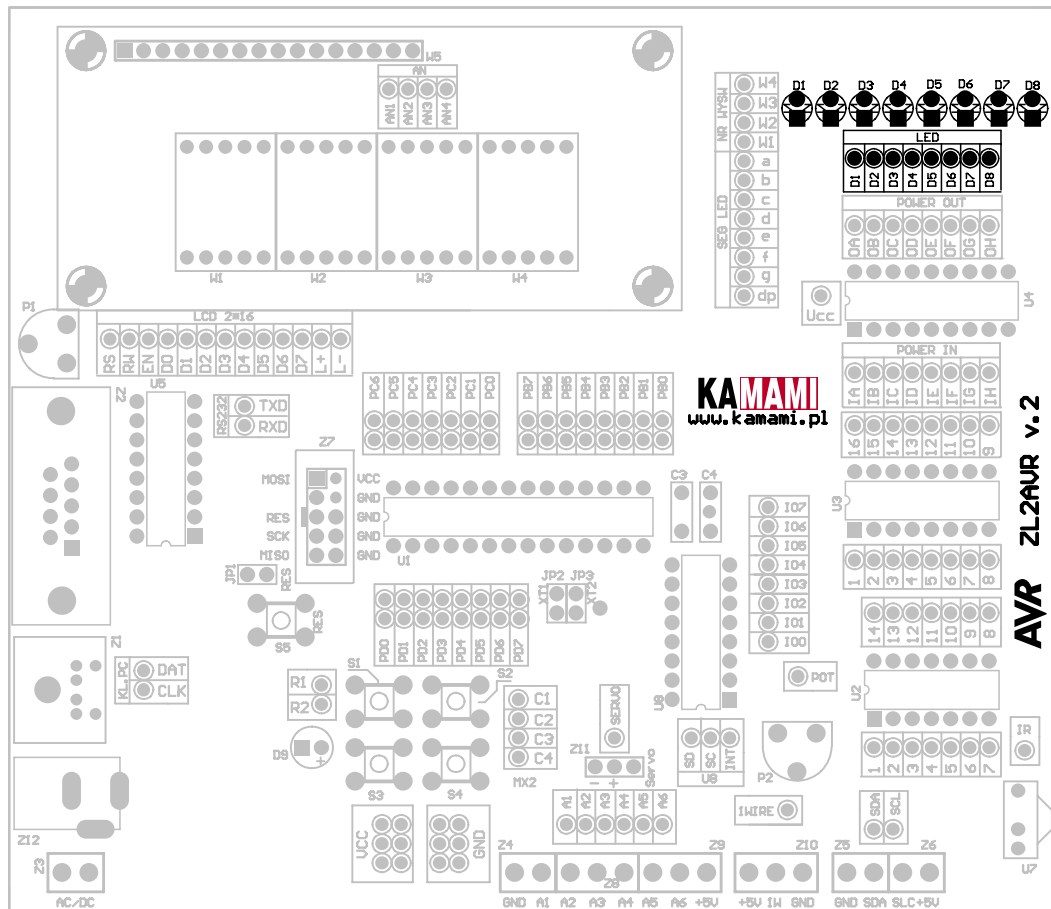 W5
AN
AN1 AN2 AN3 AN4
W1 W2 W3 W4
NR WYSW
W4
W3
W2
W1
SEG LED
a
b
c
d
e
f
g
dp
D1 D2 D3 D4 D5 D6 D7 D8
LED
D1 D2 D3 D4 D5 D6 D7 D8
POWER OUT
OA OB OC OD OE OF OG OH
Ucc
U4
P1
LCD 2*16
RS RW EN D0 D1 D2 D3 D4 D5 D6 D7 L+ L-
POWER IN
IA IB IC ID IE IF IG IH
Z2
U5
RS232
TXD
RXD
PC6 PC5 PC4 PC3 PC2 PC1 PC0
PB7 PB6 PB5 PB4 PB3 PB2 PB1 PB0
KAMAMI
www.kamami.pl
16 15 14 13 12 11 10 9
Z7
MOSI VCC
GND
RES GND
SCK GND
MISO GND
U1
C3 C4
U3
IO7
IO6
IO5
IO4
IO3
IO2
IO1
IO0
1 2 3 4 5 6 7 8
AVR ZL2AVR v.2
JP1
RES
RES
S5
JP2 JP3
XT1 XT2
PD0 PD1 PD2 PD3 PD4 PD5 PD6 PD7
14 13 12 11 10 9 8
Z1
KL.PC
DAT
CLK
R1
R2
S1 S2
C1
C2
C3
C4
MX2
SERVO
U8
POT
U2
D9
+
S3 S4
Z11
- +
Servo
SD SC INT
U8
P2
1 2 3 4 5 6 7
IR
Z12
VCC
GND
A1 A2 A3 A4 A5 A6
1WIRE
SDA SCL
U7
Z3
AC/DC
Z4 Z8 Z9 Z10 Z5 Z6
GND A1 A2 A3 A4 A5 A6 +5V +5V 1W GND GND SDA SLC +5V